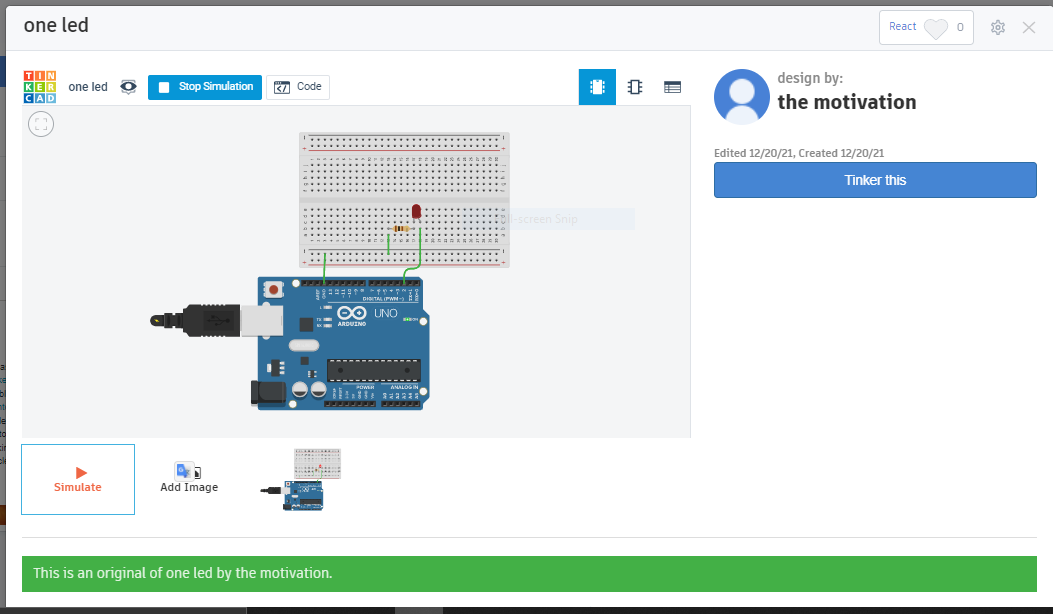 one led
React
0
TIN
KER
CAD
one led
Stop Simulation
Code
design by:
the motivation
Edited 12/20/21, Created 12/20/21
Tinker this
-screen Snip
DIGITAL (PWM~)
UNO
ARDUINO
POWER
ANALOG IN
Simulate
Add Image
This is an original of one led by the motivation.